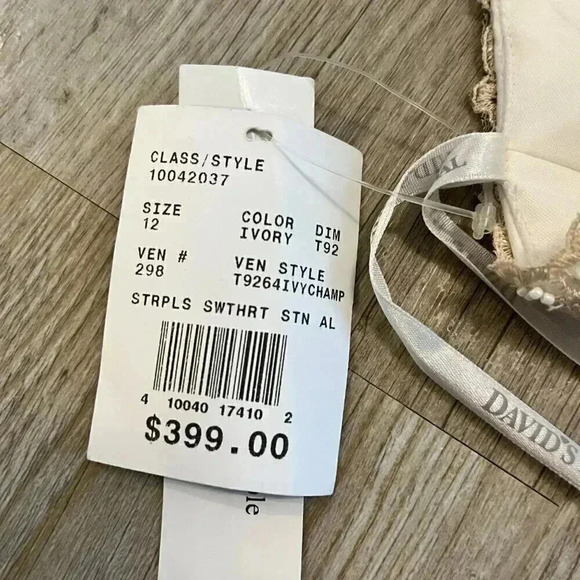 CLASS/STYLE
10042037
SIZE
12
COLOR DIM
IVORY T92
VEN #
298
VEN STYLE
T9264IVYCHAMP
STRPLS SWTHRT STN AL
4 10040 17410 2
$399.00
DAVID'S